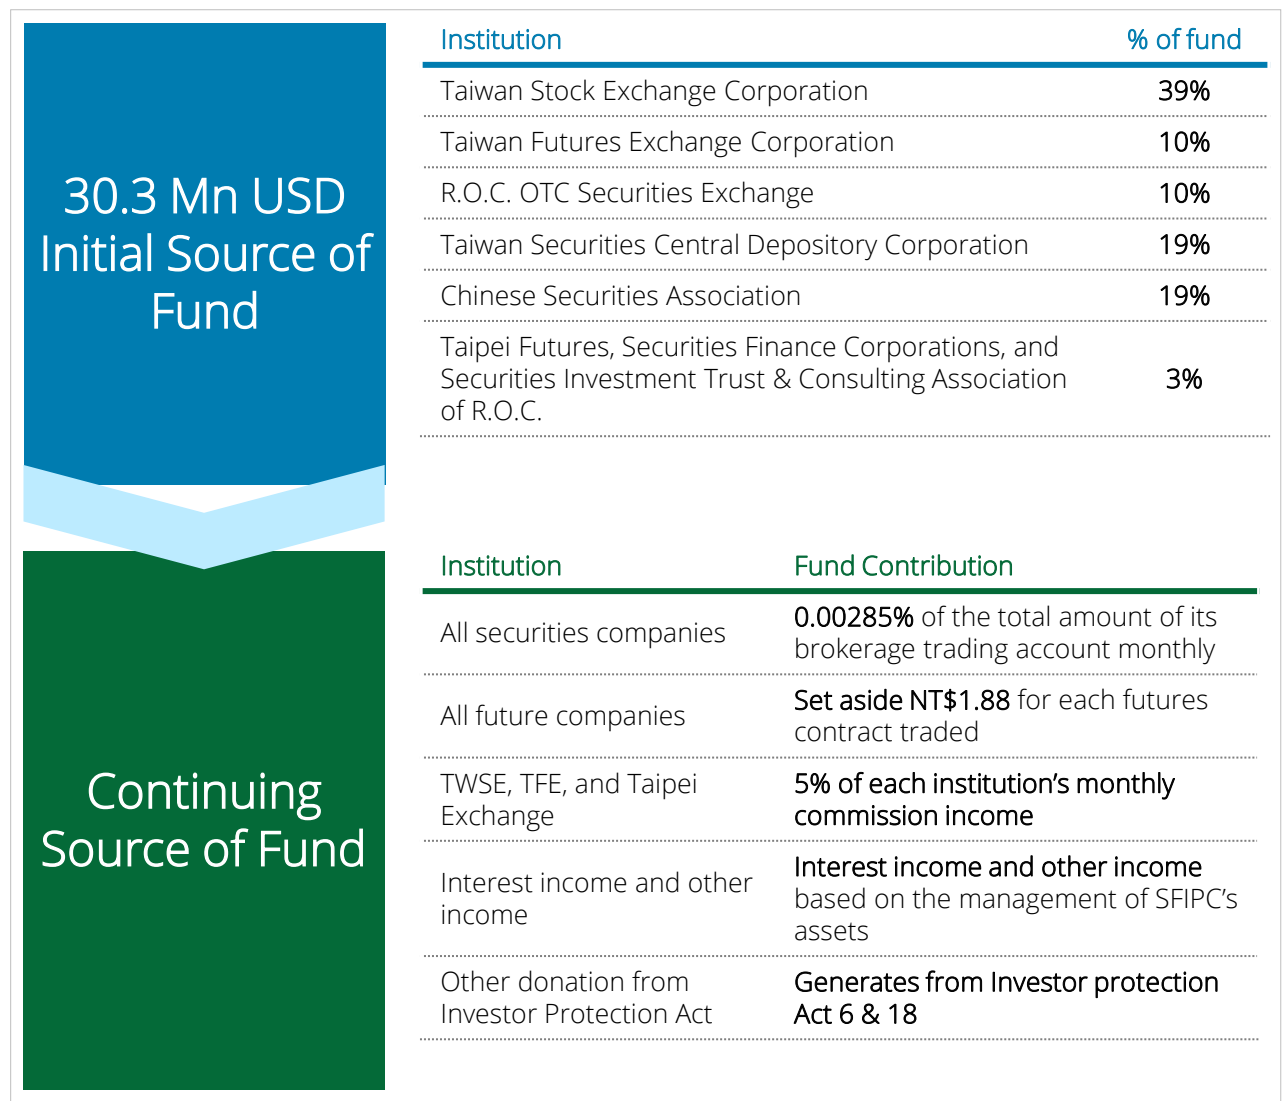 30.3 Mn USD
Initial Source of
Fund
Institution % of fund
Taiwan Stock Exchange Corporation 39%
Taiwan Futures Exchange Corporation 10%
R.O.C. OTC Securities Exchange 10%
Taiwan Securities Central Depository Corporation 19%
Chinese Securities Association 19%
Taipei Futures, Securities Finance Corporations, and
Securities Investment Trust & Consulting Association 3%
of R.O.C.
Continuing
Source of Fund
Institution Fund Contribution
All securities companies
0.00285% of the total amount of its
brokerage trading account monthly
All future companies
Set aside NT$1.88 for each futures
contract traded
TWSE, TFE, and Taipei
Exchange
5% of each institution’s monthly
commission income
Interest income and other
income
Interest income and other income
based on the management of SFIPC’s
assets
Other donation from
Investor Protection Act
Generates from Investor protection
Act 6 & 18